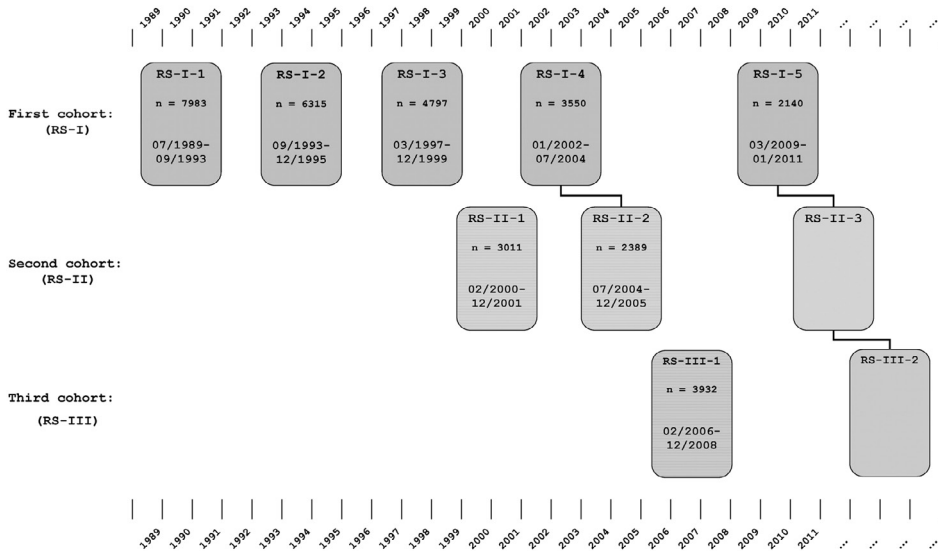 1989 1990 1991 1992 1993 1994 1995 1996 1997 1998 1999 2000 2001 2002 2003 2004 2005 2006 2007 2008 2009 2010 2011 ... ... ... ...
First cohort:
(RS-I)
RS-I-1
n = 7983
07/1989-
09/1993
RS-I-2
n = 6315
09/1993-
12/1995
RS-I-3
n = 4797
03/1997-
12/1999
RS-I-4
n = 3550
01/2002-
07/2004
RS-I-5
n = 2140
03/2009-
01/2011
Second cohort:
(RS-II)
RS-II-1
n = 3011
02/2000-
12/2001
RS-II-2
n = 2389
07/2004-
12/2005
RS-II-3
Third cohort:
(RS-III)
RS-III-1
n = 3932
02/2006-
12/2008
RS-III-2
1989 1990 1991 1992 1993 1994 1995 1996 1997 1998 1999 2000 2001 2002 2003 2004 2005 2006 2007 2008 2009 2010 2011 ... ... ... ...